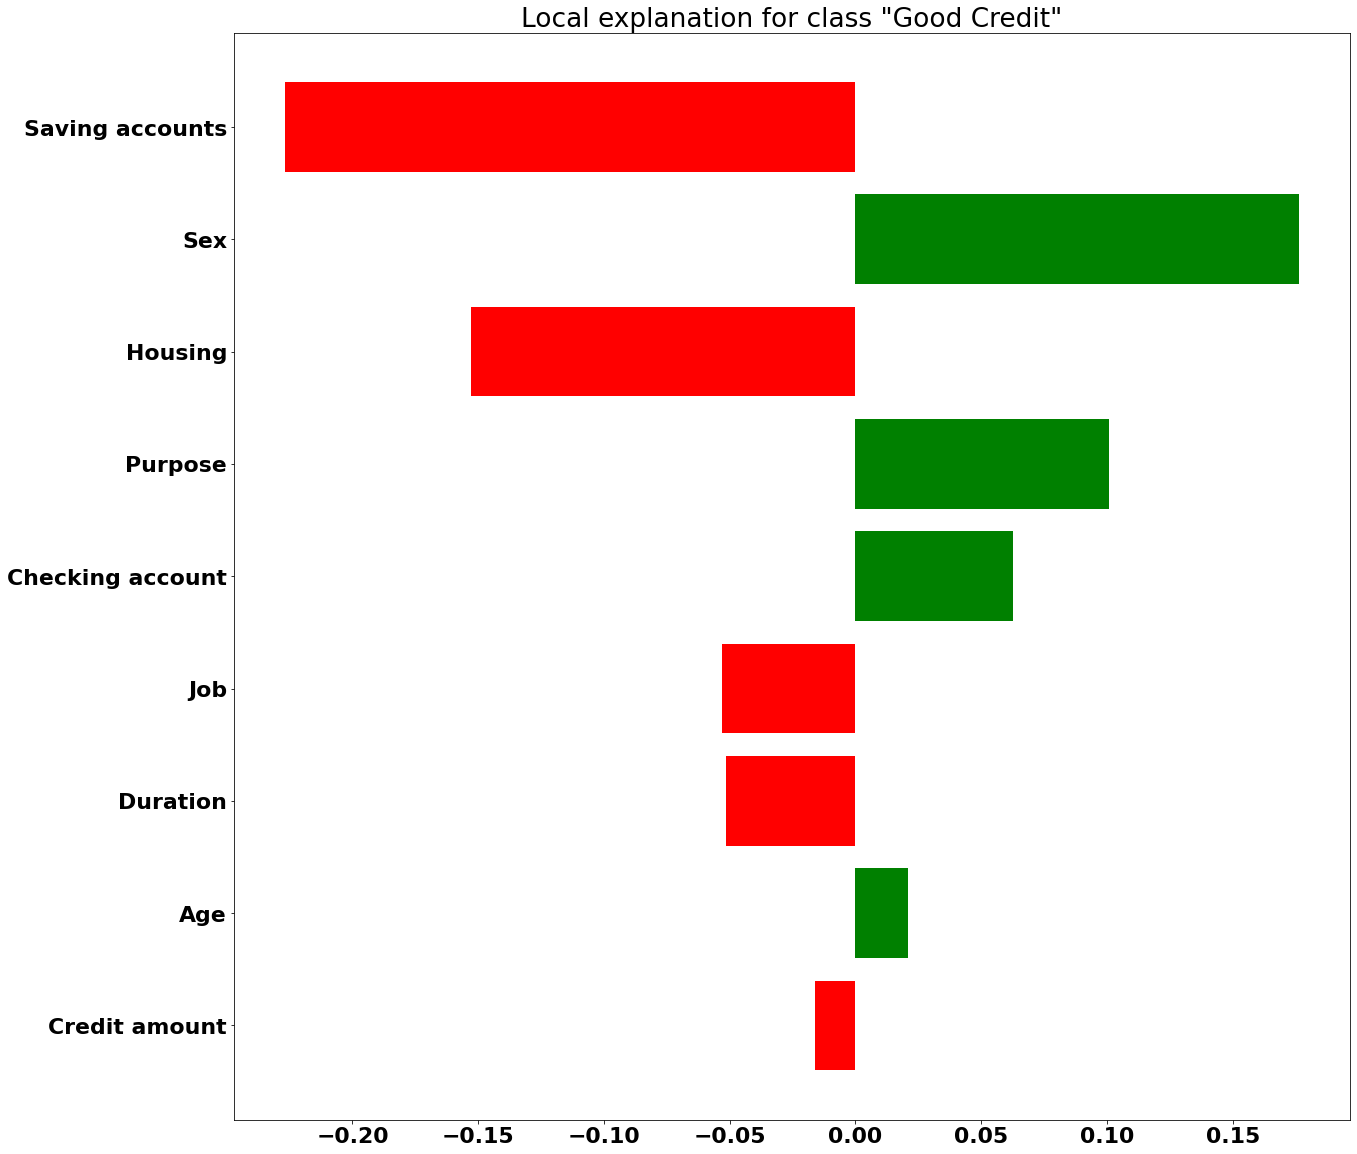 Local explanation for class "Good Credit"
Saving accounts
Sex
Housing
Purpose
Checking account
Job
Duration
Age
Credit amount
−0.20 −0.15 −0.10 −0.05 0.00 0.05 0.10 0.15